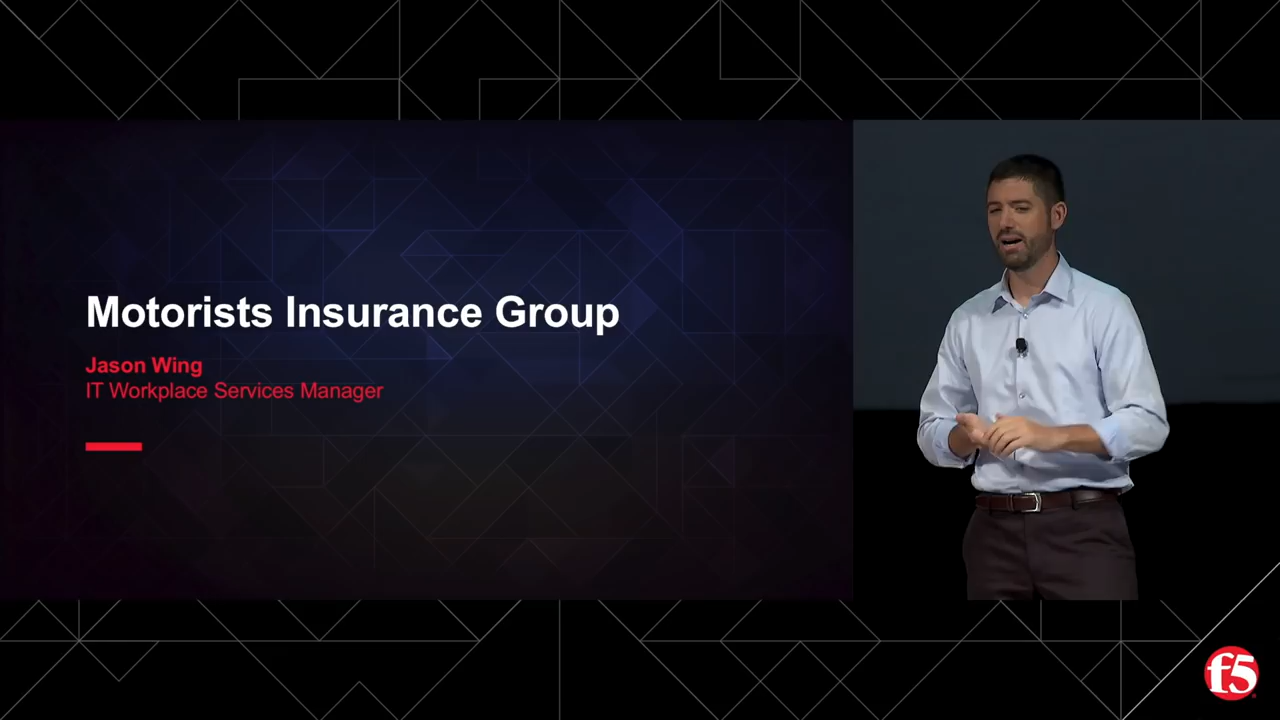 Motorists Insurance Group
Jason Wing
IT Workplace Services Manager
f5